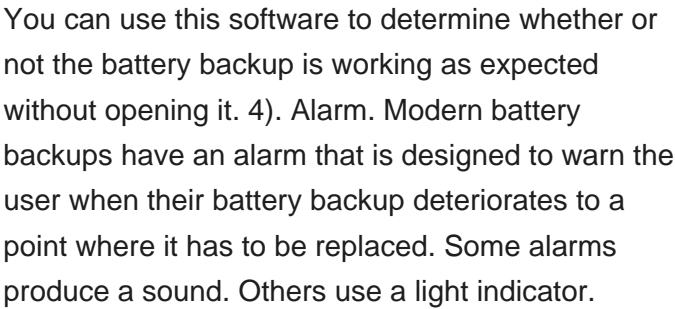 You can use this software to determine whether or
not the battery backup is working as expected
without opening it. 4). Alarm. Modern battery
backups have an alarm that is designed to warn the
user when their battery backup deteriorates to a
point where it has to be replaced. Some alarms
produce a sound. Others use a light indicator.